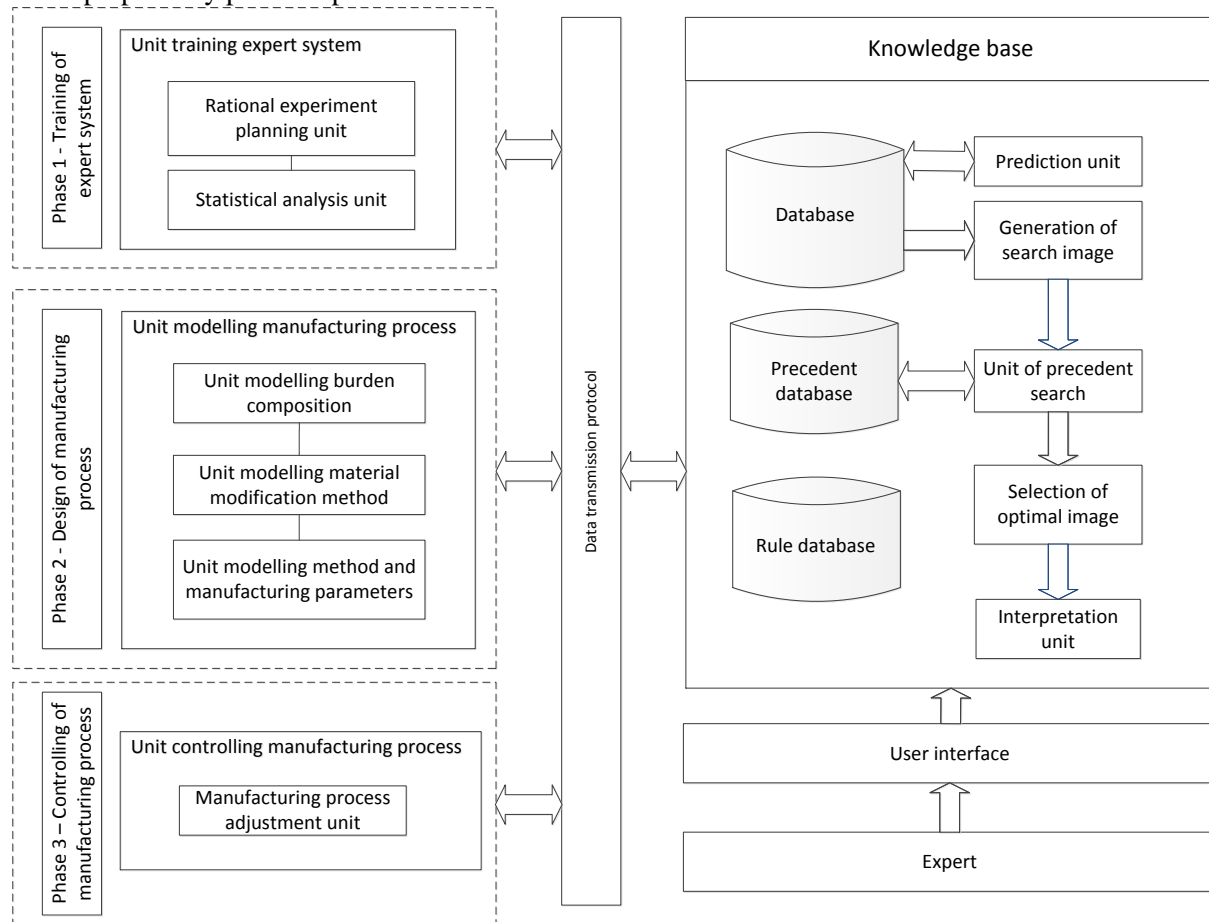 Phase 1 - Training of
expert system
Unit training expert system
Rational experiment
planning unit
Statistical analysis unit
Phase 2 - Design of manufacturing
process
Unit modelling manufacturing process
Unit modelling burden
composition
Unit modelling material
modification method
Unit modelling method and
manufacturing parameters
Phase 3 – Controlling of
manufacturing process
Unit controlling manufacturing process
Manufacturing process
adjustment unit
Data transmission protocol
Knowledge base
Database
Prediction unit
Generation of
search image
Precedent
database
Unit of precedent
search
Rule database
Selection of
optimal image
Interpretation
unit
User interface
Expert